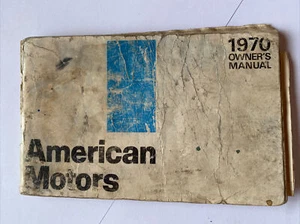 1970
OWNER'S
MANUAL
American
Motors